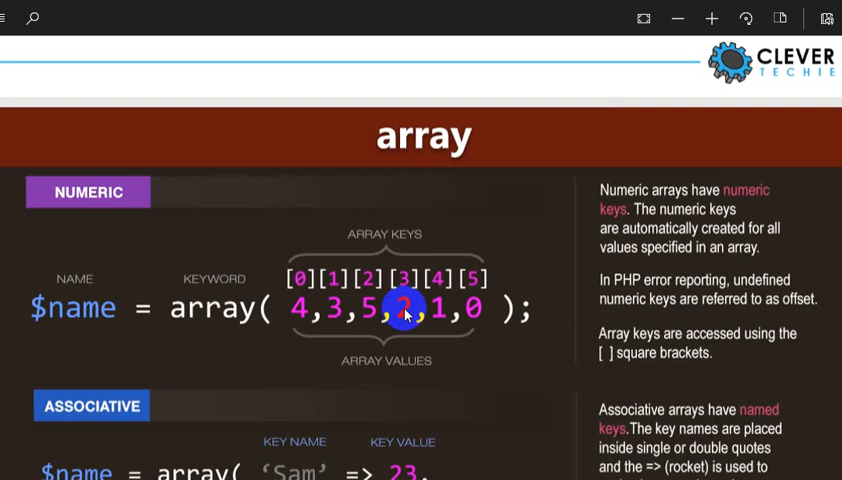 CLEVER
TECHIE
array
NUMERIC
ARRAY KEYS
NAME
KEYWORD
[0][1][2][3][4][5]
$name = array( 4,3,5,2,1,0 );
ARRAY VALUES
Numeric arrays have numeric
keys. The numeric keys
are automatically created for all
values specified in an array.
In PHP error reporting, undefined
numeric keys are referred to as offset.
Array keys are accessed using the
[ ] square brackets.
ASSOCIATIVE
KEY NAME
KEY VALUE
$name = array( ‘Sam’ => 23,
Associative arrays have named
keys.The key names are placed
inside single or double quotes
and the => (rocket) is used to